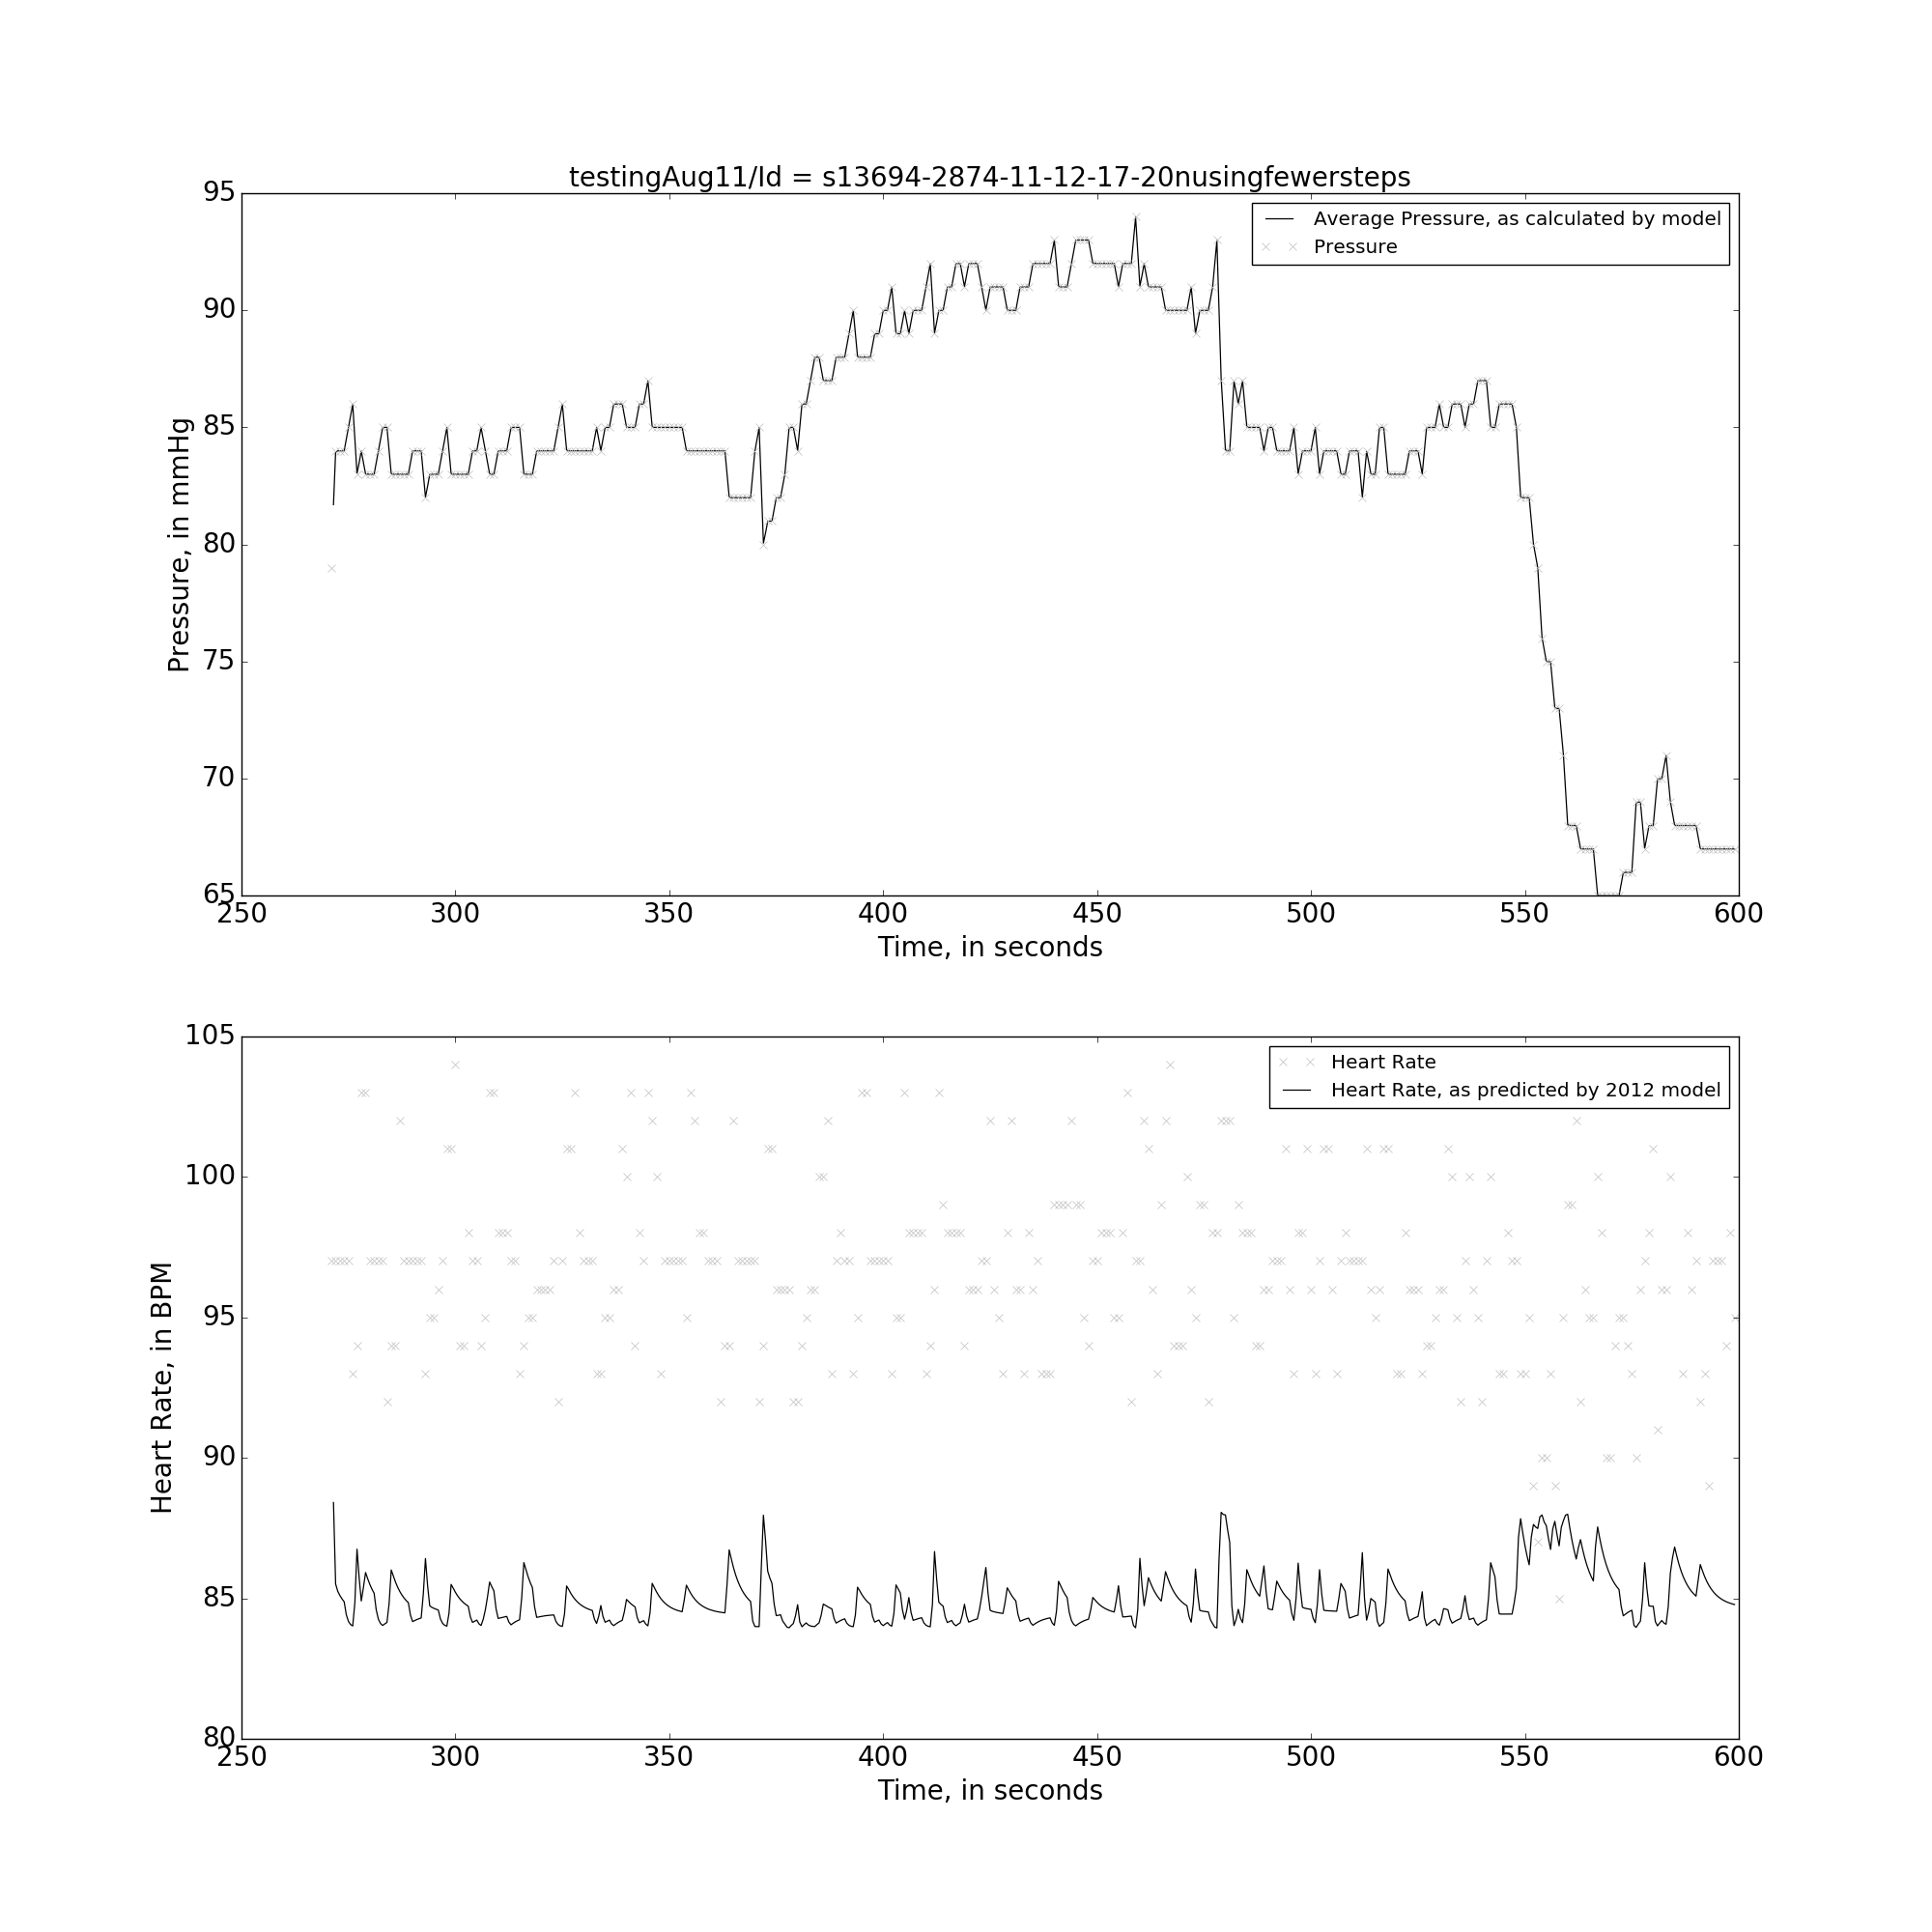 testingAug11/Id = s13694-2874-11-12-17-20nusingfewersteps
95
90
85
80
75
70
65
Pressure, in mmHg
Average Pressure, as calculated by model
Pressure
250 300 350 400 450 500 550 600
Time, in seconds
105
100
95
90
85
80
Heart Rate, in BPM
Heart Rate
Heart Rate, as predicted by 2012 model
250 300 350 400 450 500 550 600
Time, in seconds